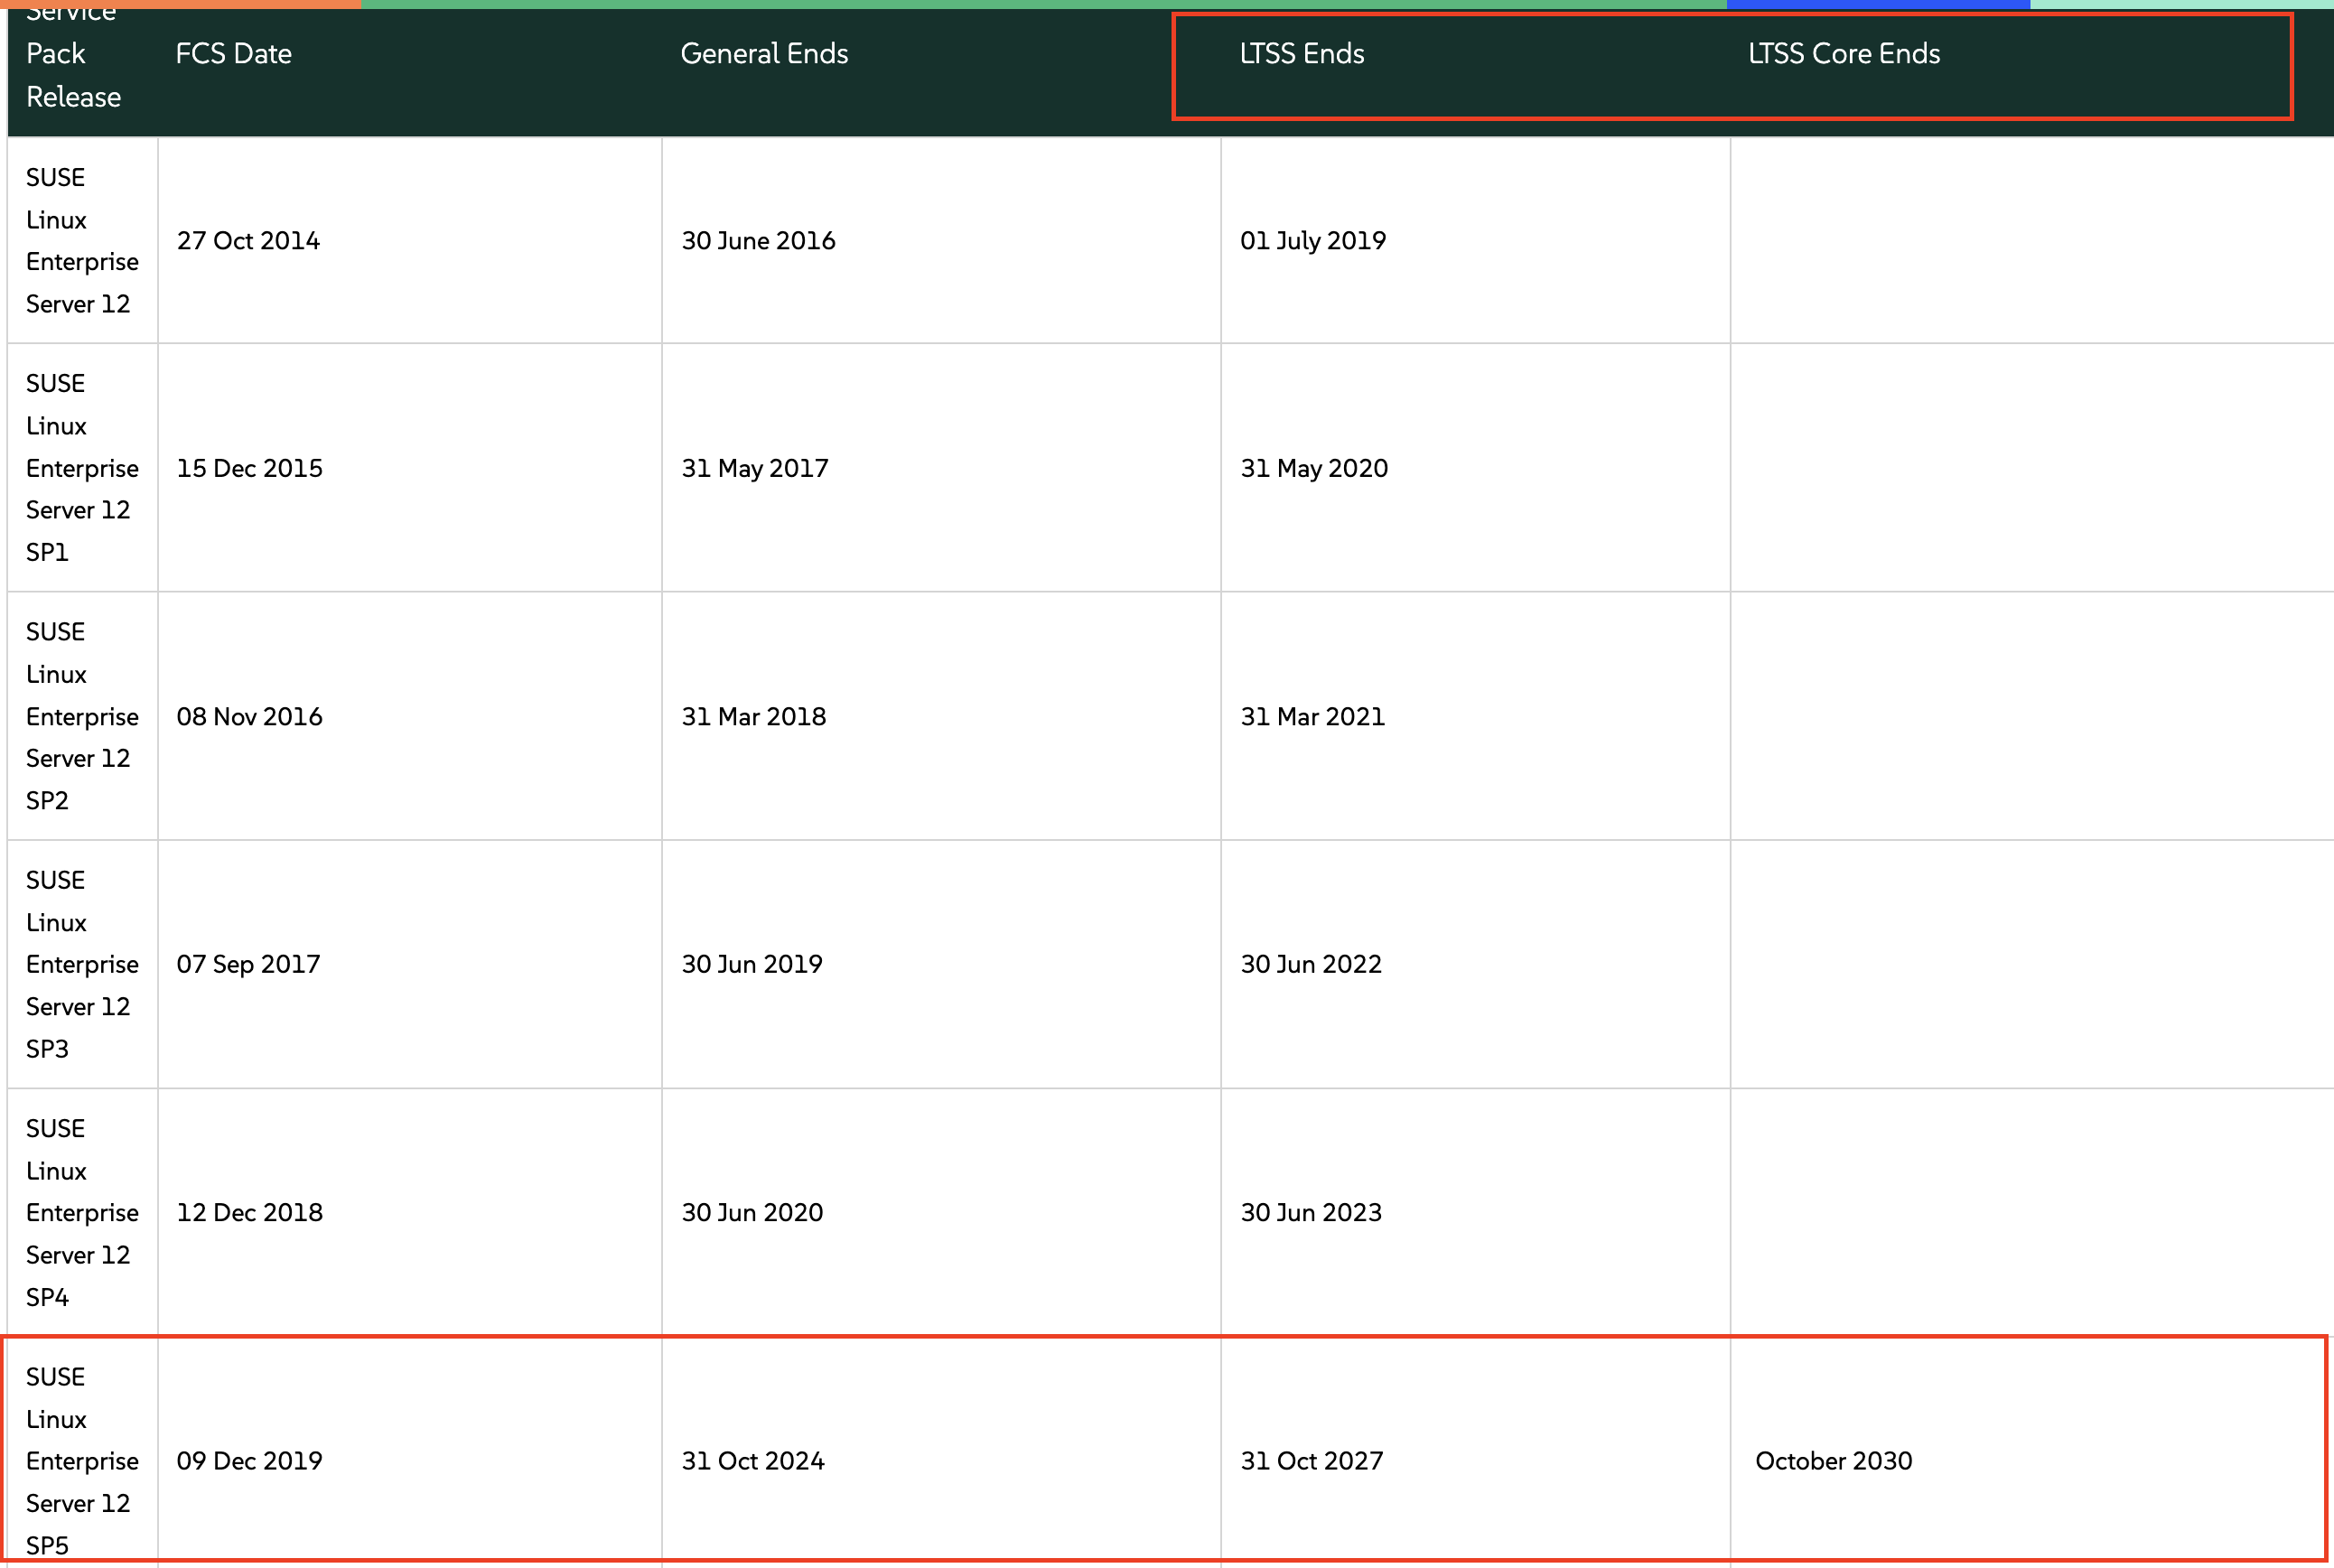 Service
Pack
Release
FCS Date
General Ends
LTSS Ends
LTSS Core Ends
SUSE
Linux
Enterprise
Server 12
27 Oct 2014
30 June 2016
01 July 2019
SUSE
Linux
Enterprise
Server 12
SP1
15 Dec 2015
31 May 2017
31 May 2020
SUSE
Linux
Enterprise
Server 12
SP2
08 Nov 2016
31 Mar 2018
31 Mar 2021
SUSE
Linux
Enterprise
Server 12
SP3
07 Sep 2017
30 Jun 2019
30 Jun 2022
SUSE
Linux
Enterprise
Server 12
SP4
12 Dec 2018
30 Jun 2020
30 Jun 2023
SUSE
Linux
Enterprise
Server 12
SP5
09 Dec 2019
31 Oct 2024
31 Oct 2027
October 2030